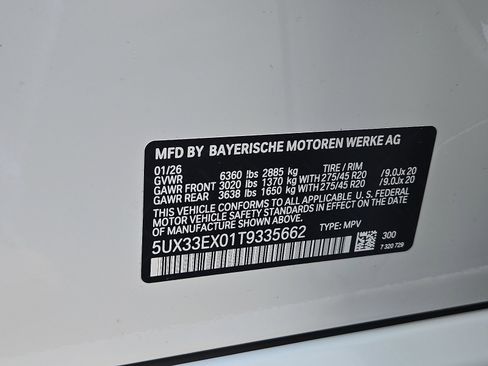 MFD BY BAYERISCHE MOTOREN WERKE AG
01/26 TIRE / RIM
GVWR 6360 lbs 2885 kg
GAWR FRONT 3020 lbs 1370 kg WITH 275/45 R20 /9.0Jx 20
GAWR REAR 3638 lbs 1650 kg WITH 275/45 R20 /9.0Jx 20
THIS VEHICLE CONFORMS TO ALL APPLICABLE U. S. FEDERAL
MOTOR VEHICLE SAFETY STANDARDS IN EFFECT ON THE DATE
OF MANUFACTURE SHOWN ABOVE.
5UX33EX01T9335662 TYPE: MPV
300
7 320 729